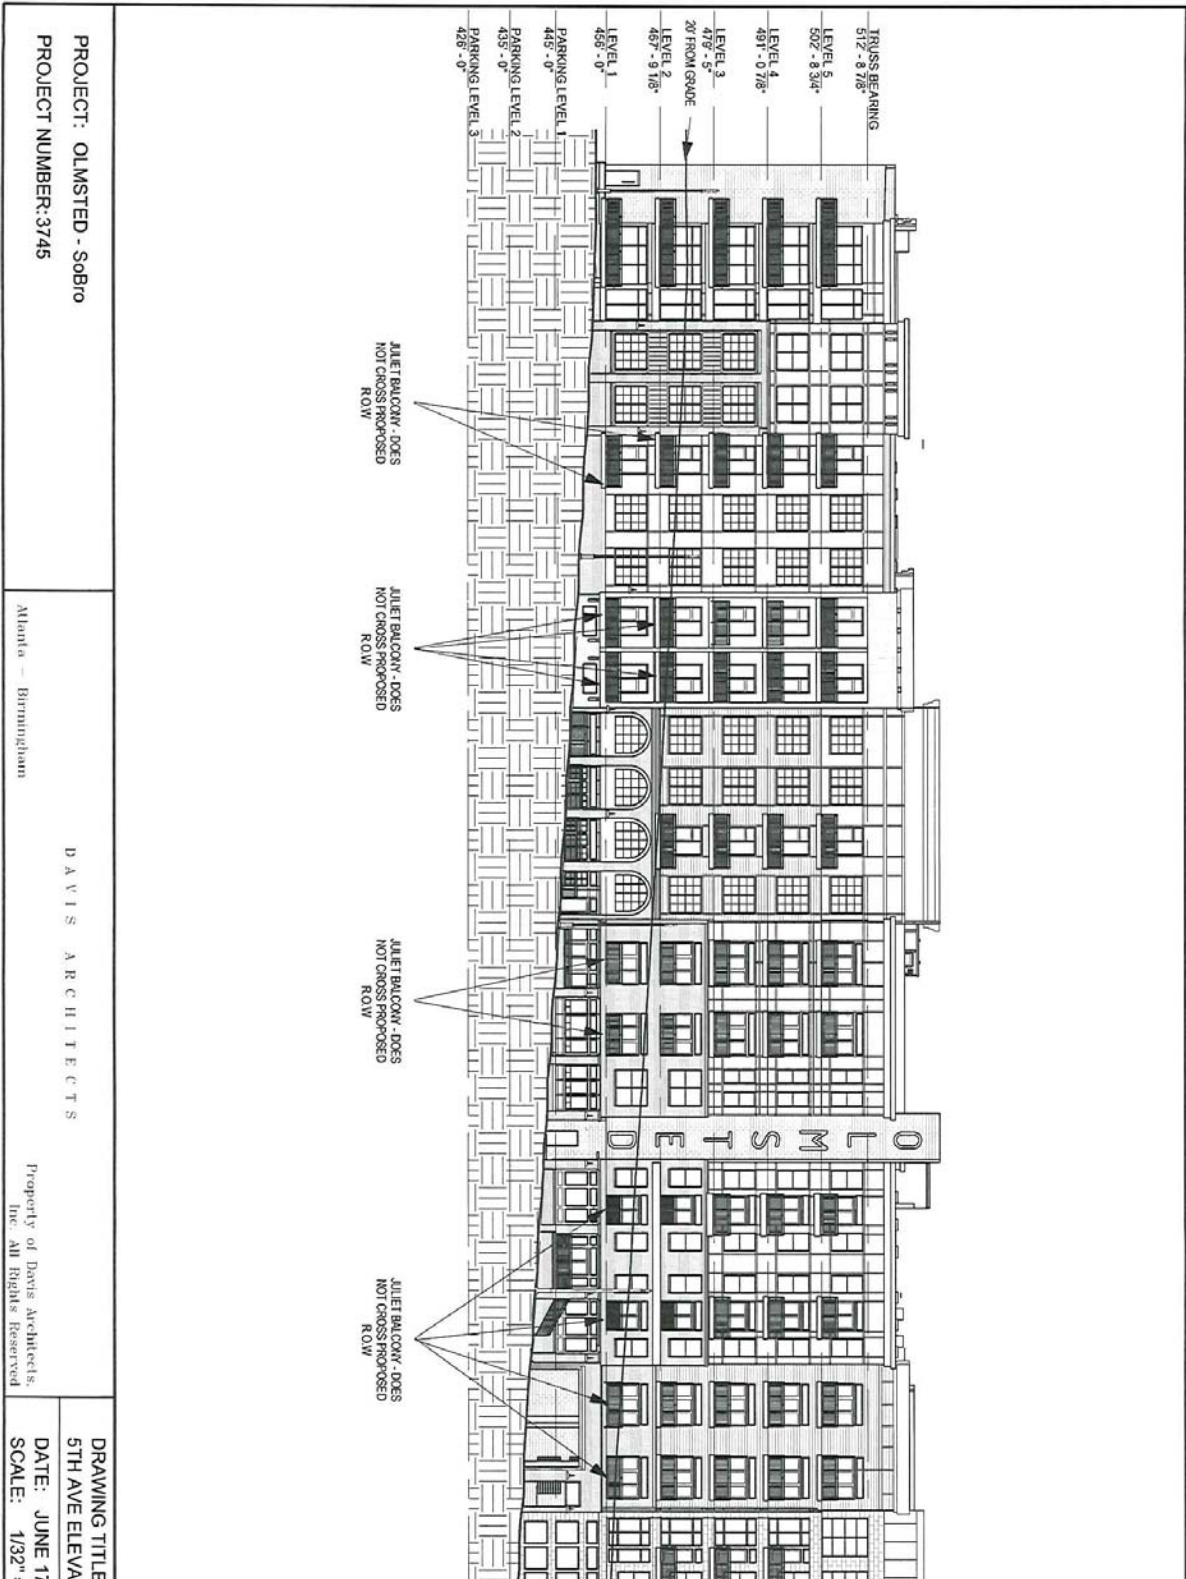 TRUSS BEARING
512' - 8 7/8"
LEVEL 5
502' - 8 3/4"
LEVEL 4
491' - 0 7/8"
LEVEL 3
479' - 5"
20' FROM GRADE
LEVEL 2
467' - 9 1/8"
LEVEL 1
456' - 0"
PARKING LEVEL 1
445' - 0"
PARKING LEVEL 2
435' - 0"
PARKING LEVEL 3
426' - 0"
OLMSTED
JULIET BALCONY - DOES
NOT CROSS PROPOSED
R.O.W
JULIET BALCONY - DOES
NOT CROSS PROPOSED
R.O.W
JULIET BALCONY - DOES
NOT CROSS PROPOSED
R.O.W
JULIET BALCONY - DOES
NOT CROSS PROPOSED
R.O.W
PROJECT: OLMSTED - SoBro
PROJECT NUMBER:3745
DAVIS ARCHITECTS
Atlanta – Birmingham
Property of Davis Architects,
Inc. All Rights Reserved
DRAWING TITLE
5TH AVE ELEVA
DATE: JUNE 17
SCALE: 1/32" =